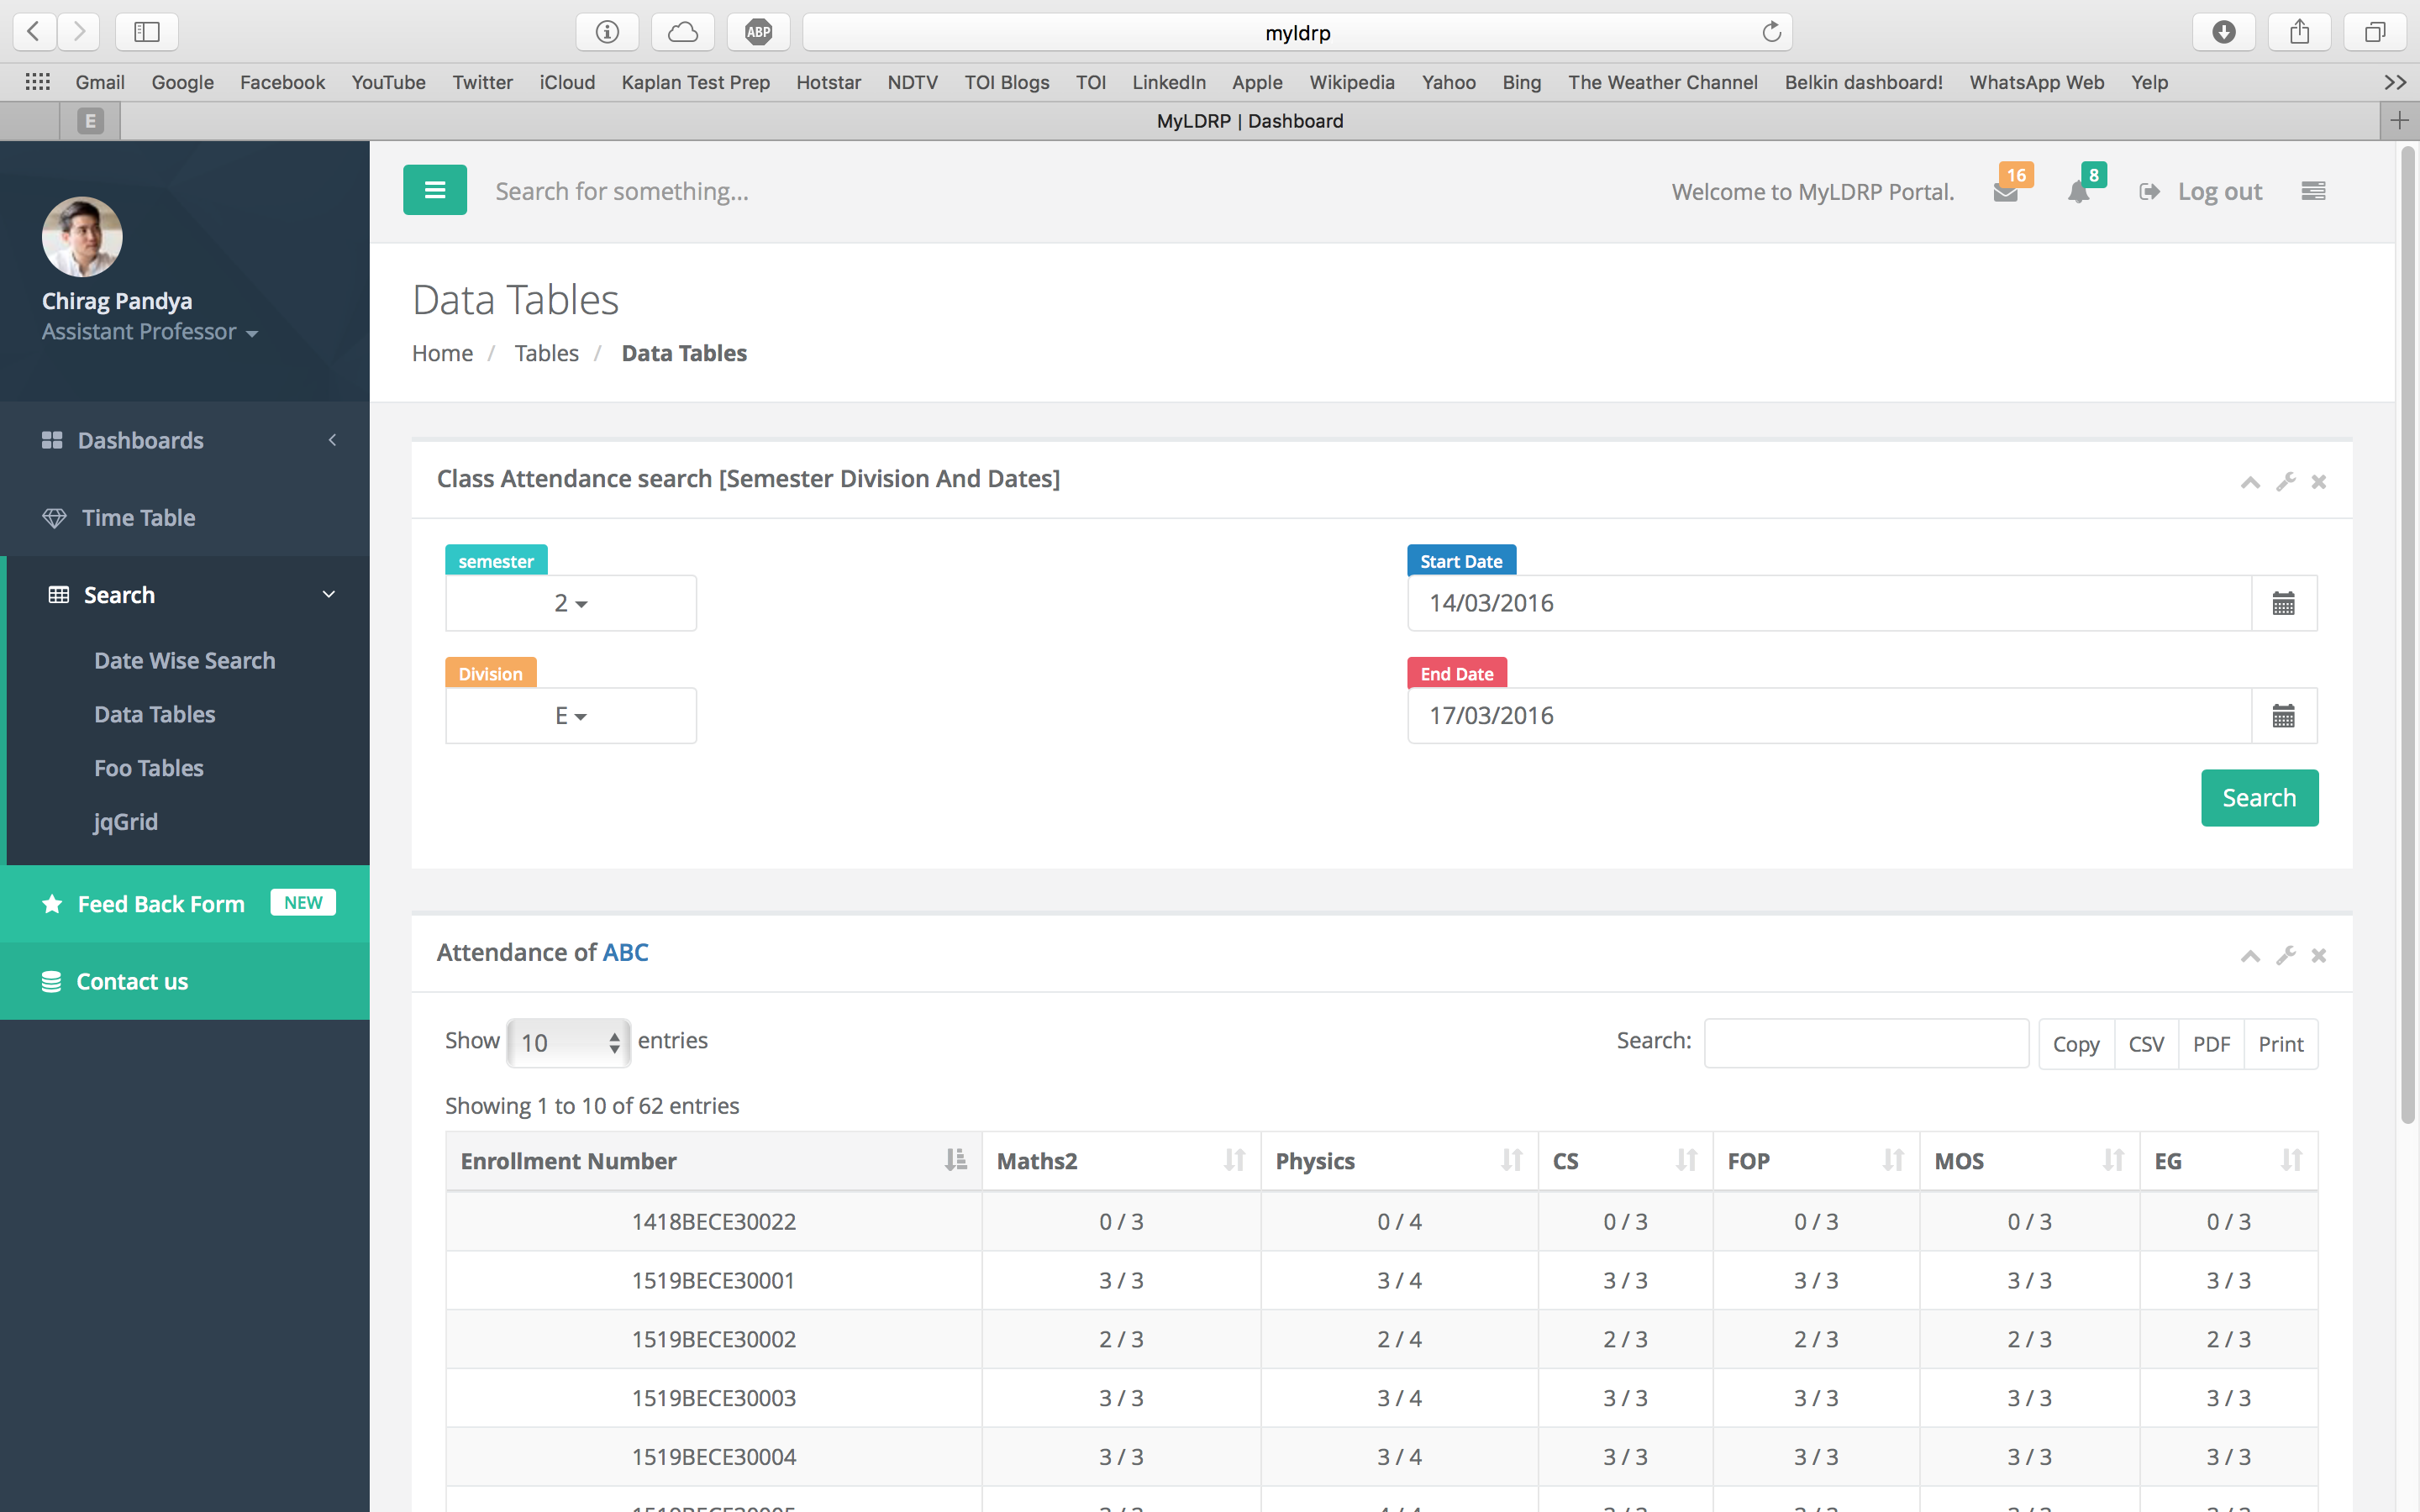 ABP
myldrp
Gmail Google Facebook YouTube Twitter iCloud Kaplan Test Prep Hotstar NDTV TOI Blogs TOI LinkedIn Apple Wikipedia Yahoo Bing The Weather Channel Belkin dashboard! WhatsApp Web Yelp >>
E MyLDRP | Dashboard
Search for something... Welcome to MyLDRP Portal. 16 8 Log out
Chirag Pandya
Assistant Professor
Dashboards
Time Table
Search
Date Wise Search
Data Tables
Foo Tables
jqGrid
Feed Back Form NEW
Contact us
Data Tables
Home / Tables / Data Tables
Class Attendance search [Semester Division And Dates]
semester Start Date
2 14/03/2016
Division End Date
E 17/03/2016
Search
Attendance of ABC
Show 10 entries Search: Copy CSV PDF Print
Showing 1 to 10 of 62 entries
Enrollment Number Maths2 Physics CS FOP MOS EG
1418BECE30022 0 / 3 0 / 4 0 / 3 0 / 3 0 / 3 0 / 3
1519BECE30001 3 / 3 3 / 4 3 / 3 3 / 3 3 / 3 3 / 3
1519BECE30002 2 / 3 2 / 4 2 / 3 2 / 3 2 / 3 2 / 3
1519BECE30003 3 / 3 3 / 4 3 / 3 3 / 3 3 / 3 3 / 3
1519BECE30004 3 / 3 3 / 4 3 / 3 3 / 3 3 / 3 3 / 3